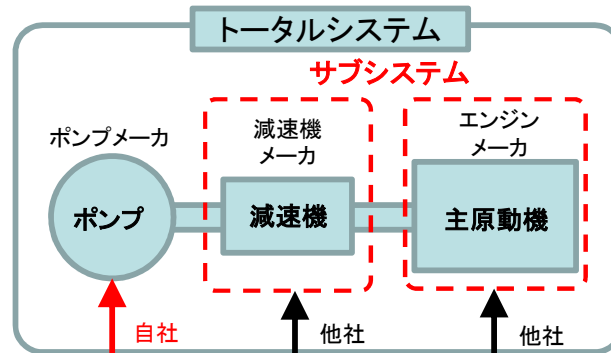 トータルシステム
サブシステム
ポンプメーカ
減速機
メーカ
エンジン
メーカ
ポンプ
減速機
主原動機
自社
他社
他社